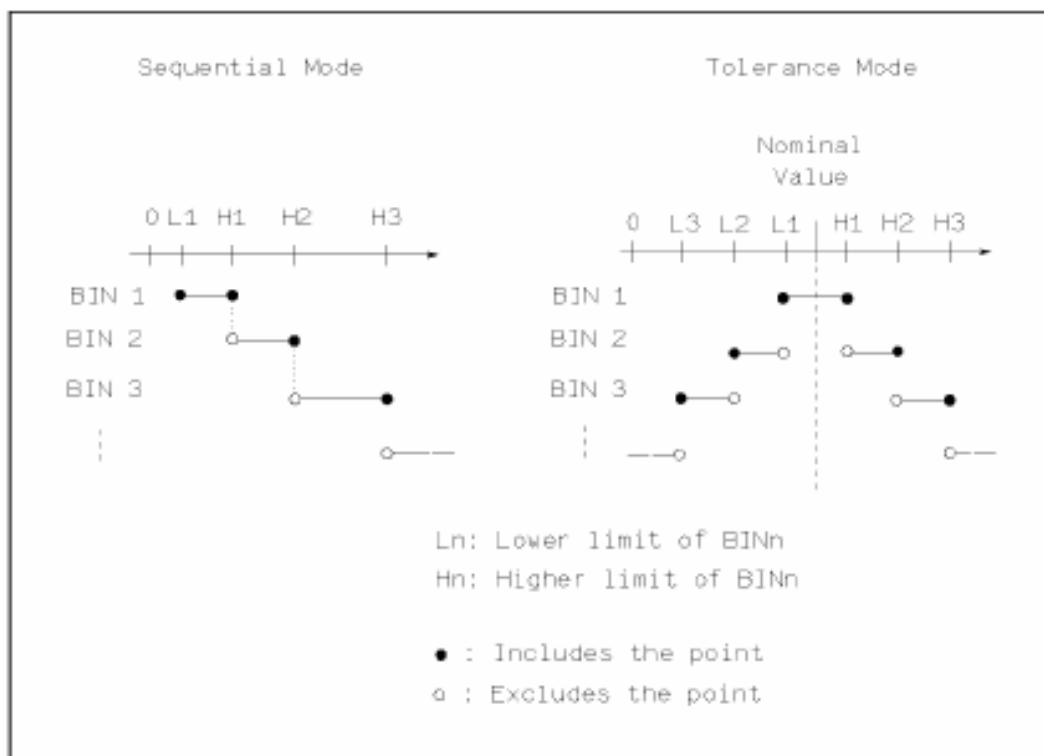 Sequential Mode
Tolerance Mode
Nominal
Value
0 L1 H1 H2 H3
0 L3 L2 L1 H1 H2 H3
BIN 1
BIN 2
BIN 3
BIN 1
BIN 2
BIN 3
Ln: Lower limit of BINn
Hn: Higher limit of BINn
: Includes the point
: Excludes the point